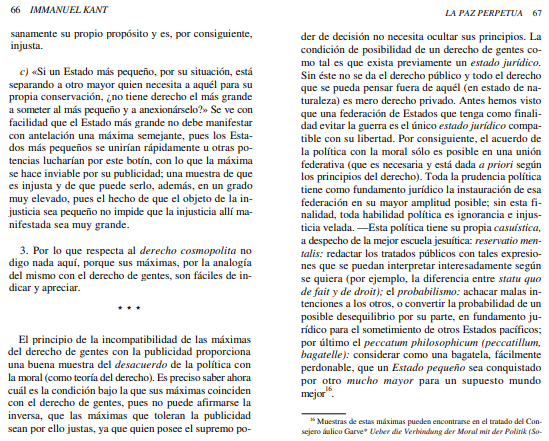 66 IMMANUEL KANT
sanamente su propio propósito y es, por consiguiente,
injusta.
c) «Si un Estado más pequeño, por su situación, está
separando a otro mayor quien necesita a aquél para su
propia conservación, ¿no tiene derecho el más grande
a someter al más pequeño y a anexionárselo?» Se ve con
facilidad que el Estado más grande no debe manifestar
con antelación una máxima semejante, pues los Esta-
dos más pequeños se unirían rápidamente u otras po-
tencias lucharían por este botín, con lo que la máxima
se hace inviable por su publicidad; una muestra de que
es injusta y de que puede serlo, además, en un grado
muy elevado, pues el hecho de que el objeto de la in-
justicia sea pequeño no impide que la injusticia allí ma-
nifestada sea muy grande.
3. Por lo que respecta al derecho cosmopolita no
digo nada aquí, porque sus máximas, por la analogía
del mismo con el derecho de gentes, son fáciles de in-
dicar y apreciar.
* * *
El principio de la incompatibilidad de las máximas
del derecho de gentes con la publicidad proporciona
una buena muestra del desacuerdo de la política con
la moral (como teoría del derecho). Es preciso saber ahora
cuál es la condición bajo la que sus máximas coinciden
con el derecho de gentes, pues no puede afirmarse la
inversa, que las máximas que toleran la publicidad
sean por ello justas, ya que quien posee el supremo po-
LA PAZ PERPETUA 67
der de decisión no necesita ocultar sus principios. La
condición de posibilidad de un derecho de gentes co-
mo tal es que exista previamente un estado jurídico.
Sin éste no se da el derecho público y todo el derecho
que se pueda pensar fuera de aquél (en estado de na-
turaleza) es mero derecho privado. Antes hemos visto
que una federación de Estados que tenga como finali-
dad evitar la guerra es el único estado jurídico compa-
tible con su libertad. Por consiguiente, el acuerdo de
la política con la moral sólo es posible en una unión
federativa (que es necesaria y está dada a priori según
los principios del derecho). Toda la prudencia política
tiene como fundamento jurídico la instauración de esa
federación en su mayor amplitud posible; sin esta fi-
nalidad, toda habilidad política es ignorancia e injus-
ticia velada. —Esta política tiene su propia casuística,
a despecho de la mejor escuela jesuítica: reservatio men-
talis: redactar los tratados públicos con tales expresio-
nes que se puedan interpretar interesadamente según
se quiera (por ejemplo, la diferencia entre statu quo
de fait y de droit); el probabilismo: achacar malas in-
tenciones a los otros, o convertir la probabilidad de un
posible desequilibrio por su parte, en fundamento ju-
rídico para el sometimiento de otros Estados pacíficos;
por último el peccatum philosophicum (peccatillum,
bagatelle): considerar como una bagatela, fácilmente
perdonable, que un Estado pequeño sea conquistado
por otro mucho mayor para un supuesto mundo
mejor16.
16 Muestras de estas máximas pueden encontrarse en el tratado del Con-
sejero áulico Garve* Ueber die Verbindung der Moral mit der Politik (So-